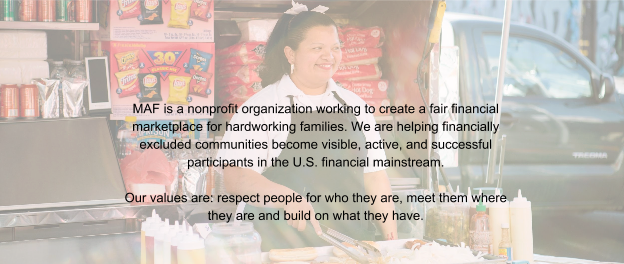 MAF is a nonprofit organization working to create a fair financial
marketplace for hardworking families. We are helping financially
excluded communities become visible, active, and successful
participants in the U.S. financial mainstream.
Our values are: respect people for who they are, meet them where
they are and build on what they have.